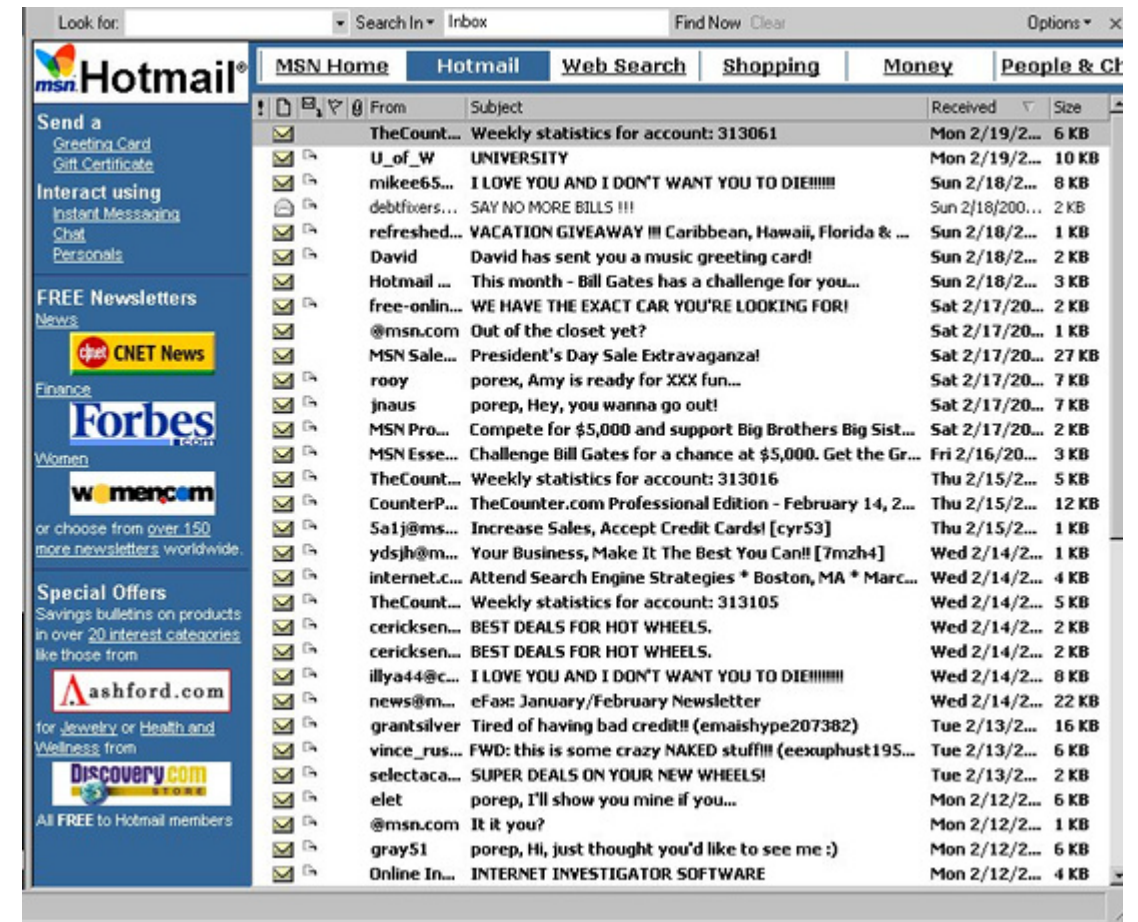 Look for: Search In Inbox Find Now Clear Options
msn Hotmail®
MSN Home Hotmail Web Search Shopping Money People & Ch
Send a
Greeting Card
Gift Certificate
Interact using
Instant Messaging
Chat
Personals
FREE Newsletters
News
c|net CNET News
Finance
Forbes
.com
Women
women.com
or choose from over 150
more newsletters worldwide.
Special Offers
Savings bulletins on products
in over 20 interest categories
like those from
ashford.com
for Jewelry or Health and
Wellness from
Discovery.com
STORE
All FREE to Hotmail members
! From Subject Received Size
TheCount... Weekly statistics for account: 313061 Mon 2/19/2... 6 KB
U_of_W UNIVERSITY Mon 2/19/2... 10 KB
mikee65... I LOVE YOU AND I DON'T WANT YOU TO DIE!!!!!! Sun 2/18/2... 8 KB
debtfixers... SAY NO MORE BILLS !!! Sun 2/18/200... 2 KB
refreshed... VACATION GIVEAWAY !!! Caribbean, Hawaii, Florida & ... Sun 2/18/2... 1 KB
David David has sent you a music greeting card! Sun 2/18/2... 2 KB
Hotmail ... This month - Bill Gates has a challenge for you... Sun 2/18/2... 3 KB
free-onlin... WE HAVE THE EXACT CAR YOU'RE LOOKING FOR! Sat 2/17/20... 2 KB
@msn.com Out of the closet yet? Sat 2/17/20... 1 KB
MSN Sale... President's Day Sale Extravaganza! Sat 2/17/20... 27 KB
rooy porex, Amy is ready for XXX fun... Sat 2/17/20... 7 KB
jnaus porep, Hey, you wanna go out! Sat 2/17/20... 7 KB
MSN Pro... Compete for $5,000 and support Big Brothers Big Sist... Sat 2/17/20... 2 KB
MSN Esse... Challenge Bill Gates for a chance at $5,000. Get the Gr... Fri 2/16/20... 3 KB
TheCount... Weekly statistics for account: 313016 Thu 2/15/2... 5 KB
CounterP... TheCounter.com Professional Edition - February 14, 2... Thu 2/15/2... 12 KB
5a1j@ms... Increase Sales, Accept Credit Cards! [cyr53] Thu 2/15/2... 1 KB
ydsjh@m... Your Business, Make It The Best You Can!! [7mzh4] Wed 2/14/2... 1 KB
internet.c... Attend Search Engine Strategies * Boston, MA * Marc... Wed 2/14/2... 4 KB
TheCount... Weekly statistics for account: 313105 Wed 2/14/2... 5 KB
cericksen... BEST DEALS FOR HOT WHEELS. Wed 2/14/2... 2 KB
cericksen... BEST DEALS FOR HOT WHEELS. Wed 2/14/2... 2 KB
illya44@c... I LOVE YOU AND I DON'T WANT YOU TO DIE!!!!!!!! Wed 2/14/2... 8 KB
news@m... eFax: January/February Newsletter Wed 2/14/2... 22 KB
grantsilver Tired of having bad credit!! (emaishype207382) Tue 2/13/2... 16 KB
vince_rus... FWD: this is some crazy NAKED stuff!!! (eexuphust195... Tue 2/13/2... 6 KB
selectaca... SUPER DEALS ON YOUR NEW WHEELS! Tue 2/13/2... 2 KB
elet porep, I'll show you mine if you... Mon 2/12/2... 6 KB
@msn.com It it you? Mon 2/12/2... 1 KB
gray51 porep, Hi, just thought you'd like to see me :) Mon 2/12/2... 6 KB
Online In... INTERNET INVESTIGATOR SOFTWARE Mon 2/12/2... 4 KB